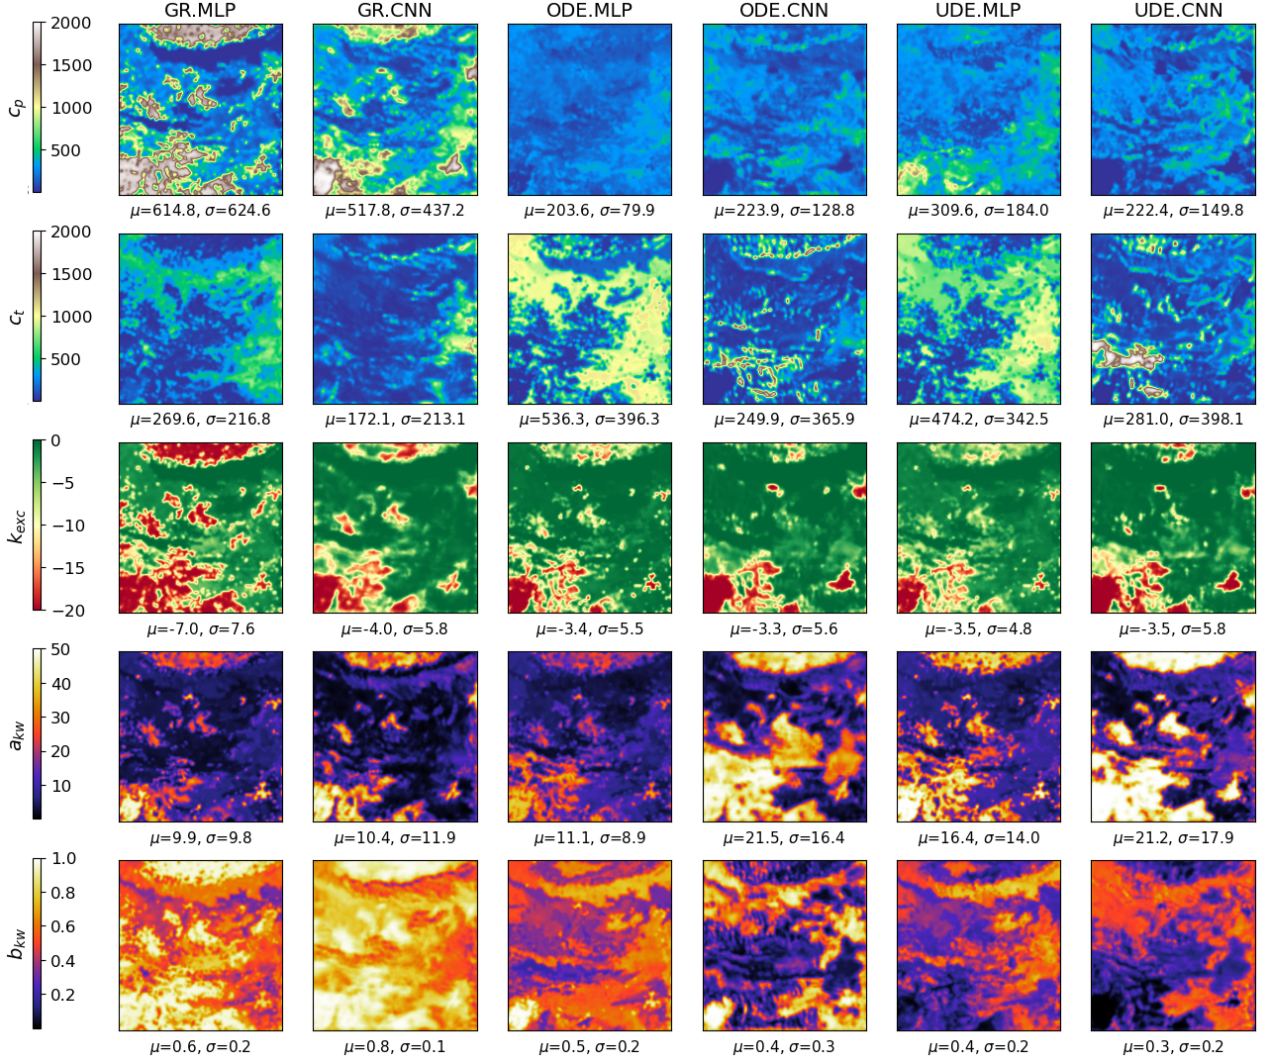 GR.MLP GR.CNN ODE.MLP ODE.CNN UDE.MLP UDE.CNN
2000
1500
1000
500
c_p
μ=614.8, σ=624.6 μ=517.8, σ=437.2 μ=203.6, σ=79.9 μ=223.9, σ=128.8 μ=309.6, σ=184.0 μ=222.4, σ=149.8
2000
1500
1000
500
c_t
μ=269.6, σ=216.8 μ=172.1, σ=213.1 μ=536.3, σ=396.3 μ=249.9, σ=365.9 μ=474.2, σ=342.5 μ=281.0, σ=398.1
0
−5
−10
−15
−20
k_exc
μ=-7.0, σ=7.6 μ=-4.0, σ=5.8 μ=-3.4, σ=5.5 μ=-3.3, σ=5.6 μ=-3.5, σ=4.8 μ=-3.5, σ=5.8
50
40
30
20
10
a_kw
μ=9.9, σ=9.8 μ=10.4, σ=11.9 μ=11.1, σ=8.9 μ=21.5, σ=16.4 μ=16.4, σ=14.0 μ=21.2, σ=17.9
1.0
0.8
0.6
0.4
0.2
b_kw
μ=0.6, σ=0.2 μ=0.8, σ=0.1 μ=0.5, σ=0.2 μ=0.4, σ=0.3 μ=0.4, σ=0.2 μ=0.3, σ=0.2